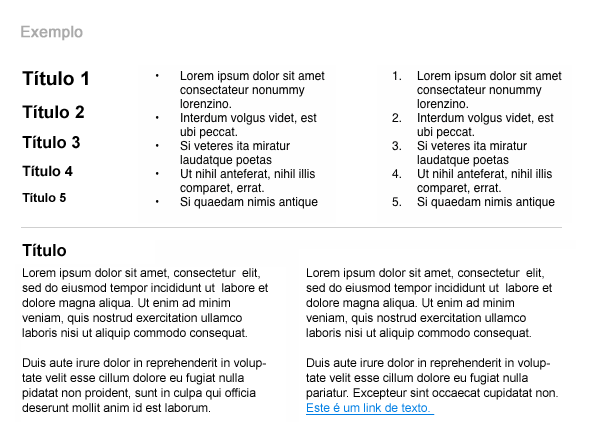 Exemplo
Título 1
Título 2
Título 3
Título 4
Título 5
• Lorem ipsum dolor sit amet
consectateur nonummy
lorenzino.
• Interdum volgus videt, est
ubi peccat.
• Si veteres ita miratur
laudatque poetas
• Ut nihil anteferat, nihil illis
comparet, errat.
• Si quaedam nimis antique
1. Lorem ipsum dolor sit amet
consectateur nonummy
lorenzino.
2. Interdum volgus videt, est
ubi peccat.
3. Si veteres ita miratur
laudatque poetas
4. Ut nihil anteferat, nihil illis
comparet, errat.
5. Si quaedam nimis antique
Título
Lorem ipsum dolor sit amet, consectetur  elit,
sed do eiusmod tempor incididunt ut  labore et
dolore magna aliqua. Ut enim ad minim
veniam, quis nostrud exercitation ullamco
laboris nisi ut aliquip commodo consequat.
Duis aute irure dolor in reprehenderit in volup-
tate velit esse cillum dolore eu fugiat nulla
pidatat non proident, sunt in culpa qui officia
deserunt mollit anim id est laborum.
Lorem ipsum dolor sit amet, consectetur  elit,
sed do eiusmod tempor incididunt ut  labore et
dolore magna aliqua. Ut enim ad minim
veniam, quis nostrud exercitation ullamco
laboris nisi ut aliquip commodo consequat.
Duis aute irure dolor in reprehenderit in volup-
tate velit esse cillum dolore eu fugiat nulla
pariatur. Excepteur sint occaecat cupidatat non.
Este é um link de texto.